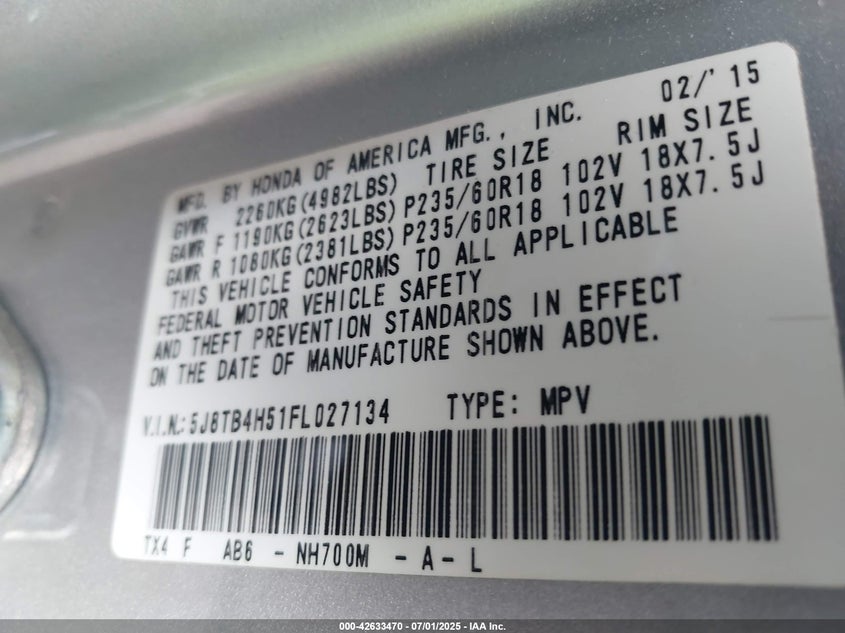 MFD. BY HONDA OF AMERICA MFG., INC. 02/'15
GVWR 2260KG(4982LBS) TIRE SIZE RIM SIZE
GAWR F 1190KG(2623LBS) P235/60R18 102V 18X7.5J
GAWR R 1080KG(2381LBS) P235/60R18 102V 18X7.5J
THIS VEHICLE CONFORMS TO ALL APPLICABLE
FEDERAL MOTOR VEHICLE SAFETY
AND THEFT PREVENTION STANDARDS IN EFFECT
ON THE DATE OF MANUFACTURE SHOWN ABOVE.
V.I.N.: 5J8TB4H51FL027134 TYPE: MPV
TX4 F AB6 - NH700M - A - L
000-42633470 - 07/01/2025 - IAA Inc.